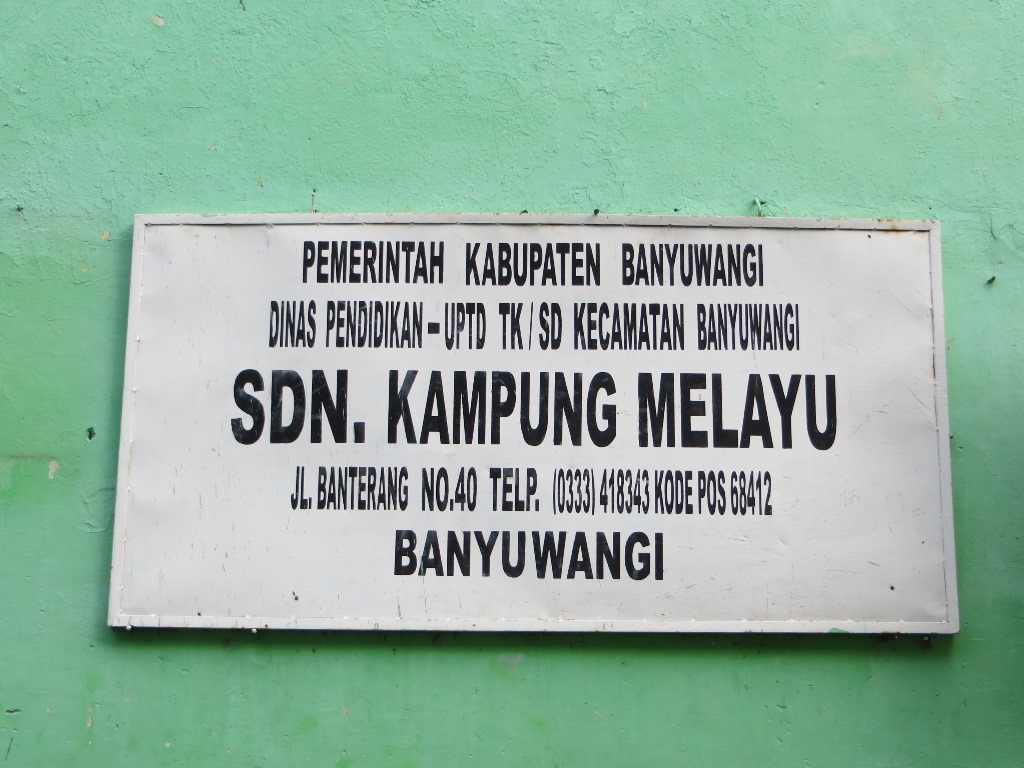 PEMERINTAH KABUPATEN BANYUWANGI
DINAS PENDIDIKAN – UPTD TK / SD KECAMATAN BANYUWANGI
SDN. KAMPUNG MELAYU
JL. BANTERANG NO.40 TELP. (0333) 418343 KODE POS 68412
BANYUWANGI